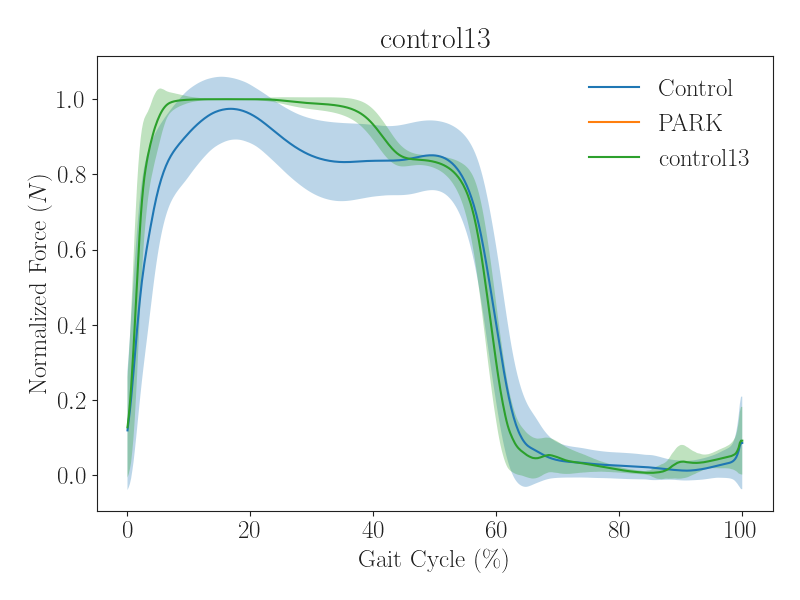 control13
Control
PARK
control13
Normalized Force (N)
1.0
0.8
0.6
0.4
0.2
0.0
0 20 40 60 80 100
Gait Cycle (%)